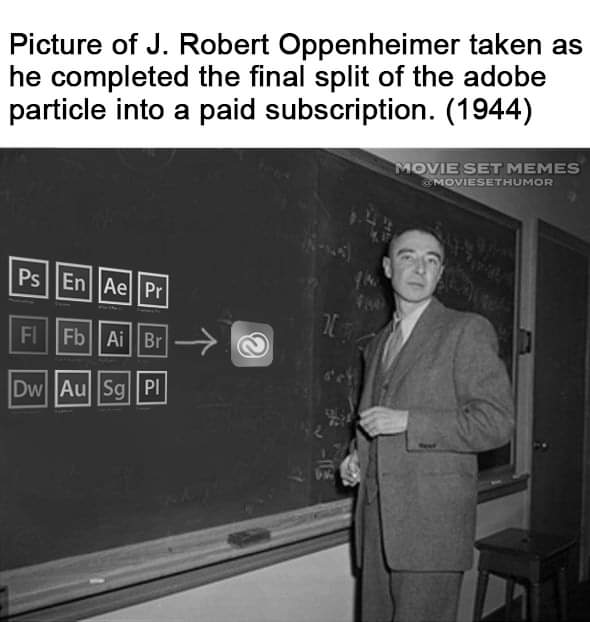 Picture of J. Robert Oppenheimer taken as
he completed the final split of the adobe
particle into a paid subscription. (1944)
MOVIE SET MEMES
@MOVIESETHUMOR
Ps En Ae Pr
Fl Fb Ai Br
Dw Au Sg Pl